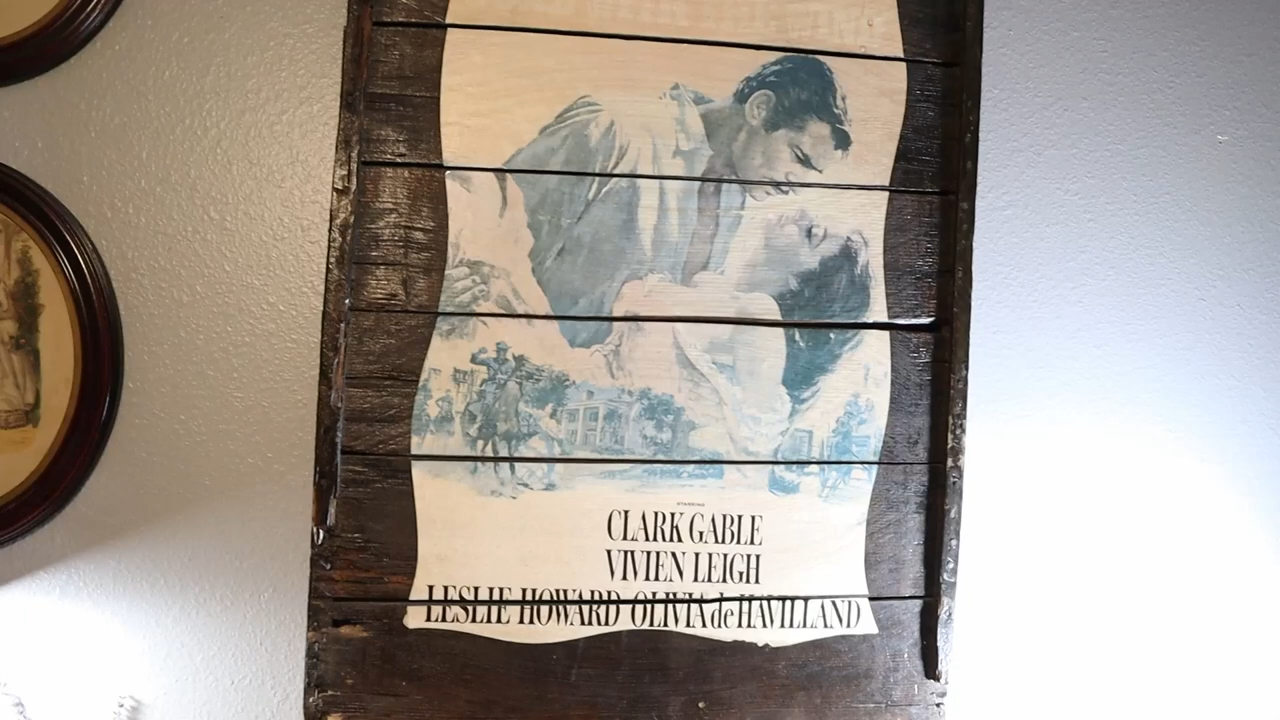 STARRING
CLARK GABLE
VIVIEN LEIGH
LESLIE HOWARD OLIVIA de HAVILLAND